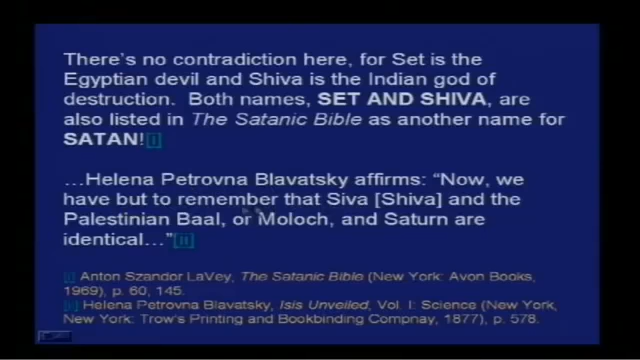 There's no contradiction here, for Set is the
Egyptian devil and Shiva is the Indian god of
destruction. Both names, SET AND SHIVA, are
also listed in The Satanic Bible as another name for
SATAN![i]
…Helena Petrovna Blavatsky affirms: “Now, we
have but to remember that Siva [Shiva] and the
Palestinian Baal, or Moloch, and Saturn are
identical…”[ii]
[i] Anton Szandor LaVey, The Satanic Bible (New York: Avon Books,
1969), p. 60, 145.
[ii] Helena Petrovna Blavatsky, Isis Unveiled, Vol. I: Science (New York,
New York: Trow's Printing and Bookbinding Compnay, 1877), p. 578.